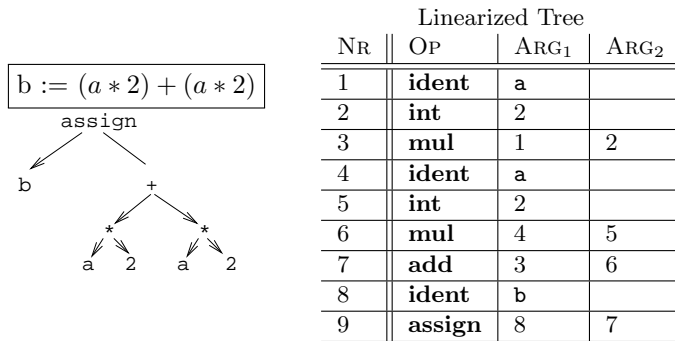 b := (a * 2) + (a * 2)
assign
b +
* *
a 2 a 2
Linearized Tree
NR OP ARG1 ARG2
1 ident a
2 int 2
3 mul 1 2
4 ident a
5 int 2
6 mul 4 5
7 add 3 6
8 ident b
9 assign 8 7